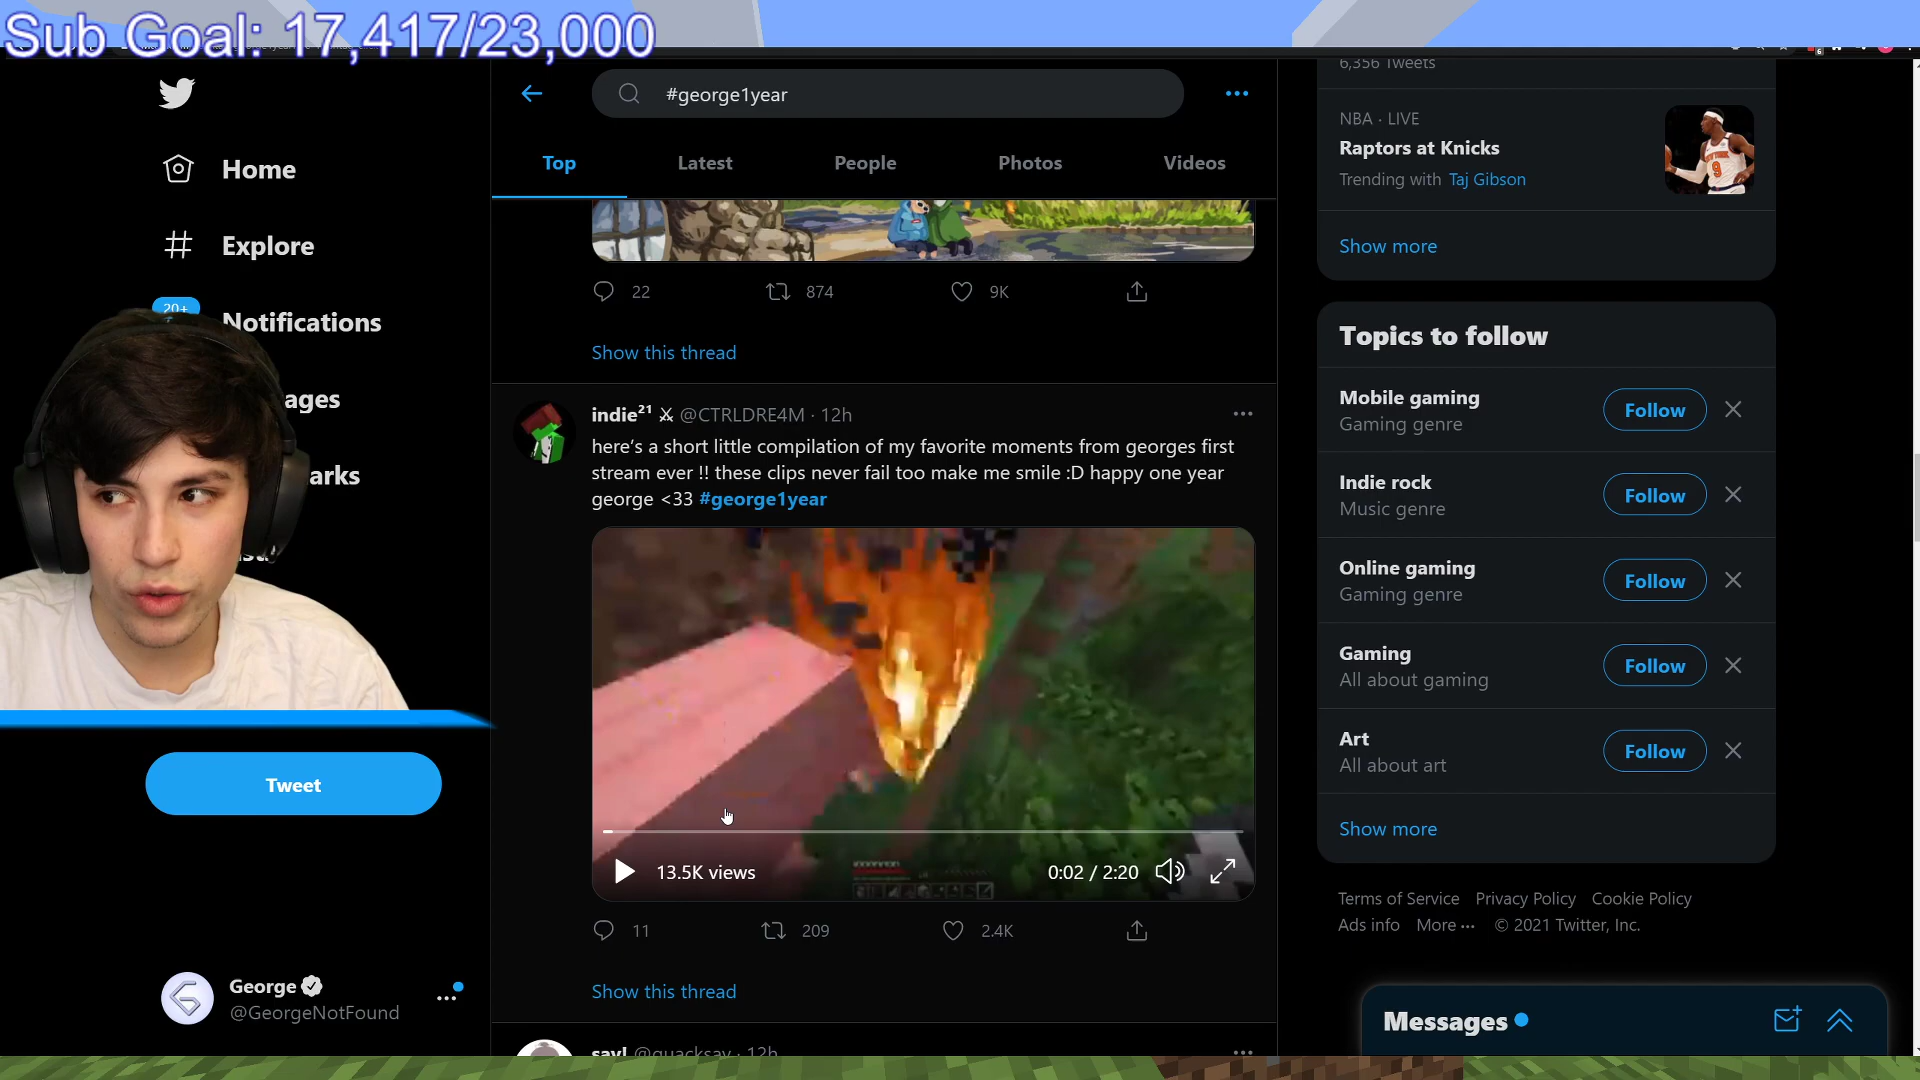 Sub Goal: 17,417/23,000
#george1year
Top
Latest
People
Photos
Videos
Home
Explore
20+
Notifications
ages
arks
Tweet
George
@GeorgeNotFound
22
874
9K
Show this thread
indie²¹ ⚔ @CTRLDRE4M · 12h
here's a short little compilation of my favorite moments from georges first
stream ever !! these clips never fail too make me smile :D happy one year
george <33 #george1year
13.5K views
0:02 / 2:20
11
209
2.4K
Show this thread
say! @quacksay · 12h
6,356 Tweets
NBA · LIVE
Raptors at Knicks
Trending with Taj Gibson
9
Show more
Topics to follow
Mobile gaming
Gaming genre
Follow
Indie rock
Music genre
Follow
Online gaming
Gaming genre
Follow
Gaming
All about gaming
Follow
Art
All about art
Follow
Show more
Terms of Service Privacy Policy Cookie Policy
Ads info More ··· © 2021 Twitter, Inc.
Messages